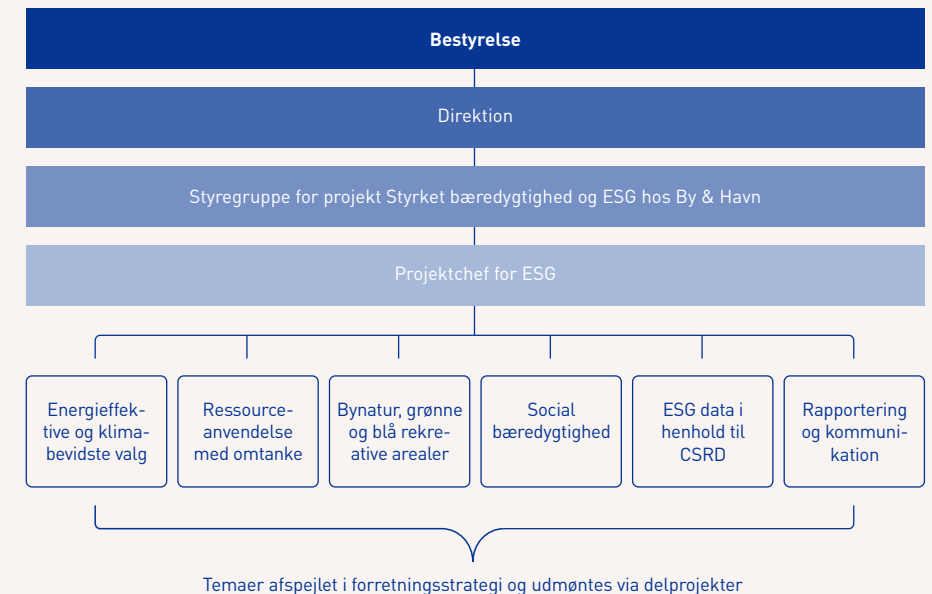 Bestyrelse
Direktion
Styregruppe for projekt Styrket bæredygtighed og ESG hos By & Havn
Projektchef for ESG
Energieffek-
tive og klima-
bevidste valg
Ressource-
anvendelse
med omtanke
Bynatur, grønne
og blå rekre-
ative arealer
Social
bæredygtighed
ESG data i
henhold til
CSRD
Rapportering
og kommuni-
kation
Temaer afspejlet i forretningsstrategi og udmøntes via delprojekter